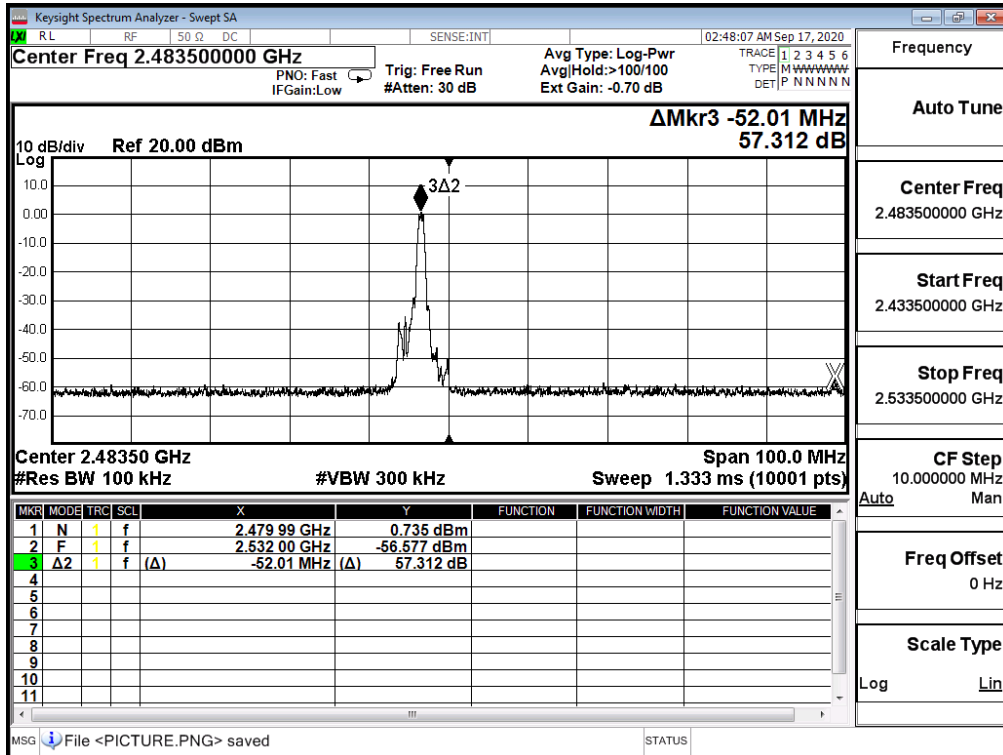 Keysight Spectrum Analyzer - Swept SA
LXI RL RF 50 Ω DC SENSE:INT 02:48:07 AM Sep 17, 2020
Center Freq 2.483500000 GHz
PNO: Fast
IFGain:Low
Trig: Free Run
#Atten: 30 dB
Avg Type: Log-Pwr
Avg|Hold:>100/100
Ext Gain: -0.70 dB
TRACE 1 2 3 4 5 6
TYPE M WWWWW
DET P N N N N N
ΔMkr3 -52.01 MHz
57.312 dB
10 dB/div Ref 20.00 dBm
Log
10.0
0.00
-10.0
-20.0
-30.0
-40.0
-50.0
-60.0
-70.0
3Δ2
X
Center 2.48350 GHz Span 100.0 MHz
#Res BW 100 kHz #VBW 300 kHz Sweep 1.333 ms (10001 pts)
MKR MODE TRC SCL X Y FUNCTION FUNCTION WIDTH FUNCTION VALUE
1 N 1 f 2.479 99 GHz 0.735 dBm
2 F 1 f 2.532 00 GHz -56.577 dBm
3 Δ2 1 f (Δ) -52.01 MHz (Δ) 57.312 dB
4
5
6
7
8
9
10
11
MSG File <PICTURE.PNG> saved STATUS
Frequency
Auto Tune
Center Freq
2.483500000 GHz
Start Freq
2.433500000 GHz
Stop Freq
2.533500000 GHz
CF Step
10.000000 MHz
Auto Man
Freq Offset
0 Hz
Scale Type
Log Lin